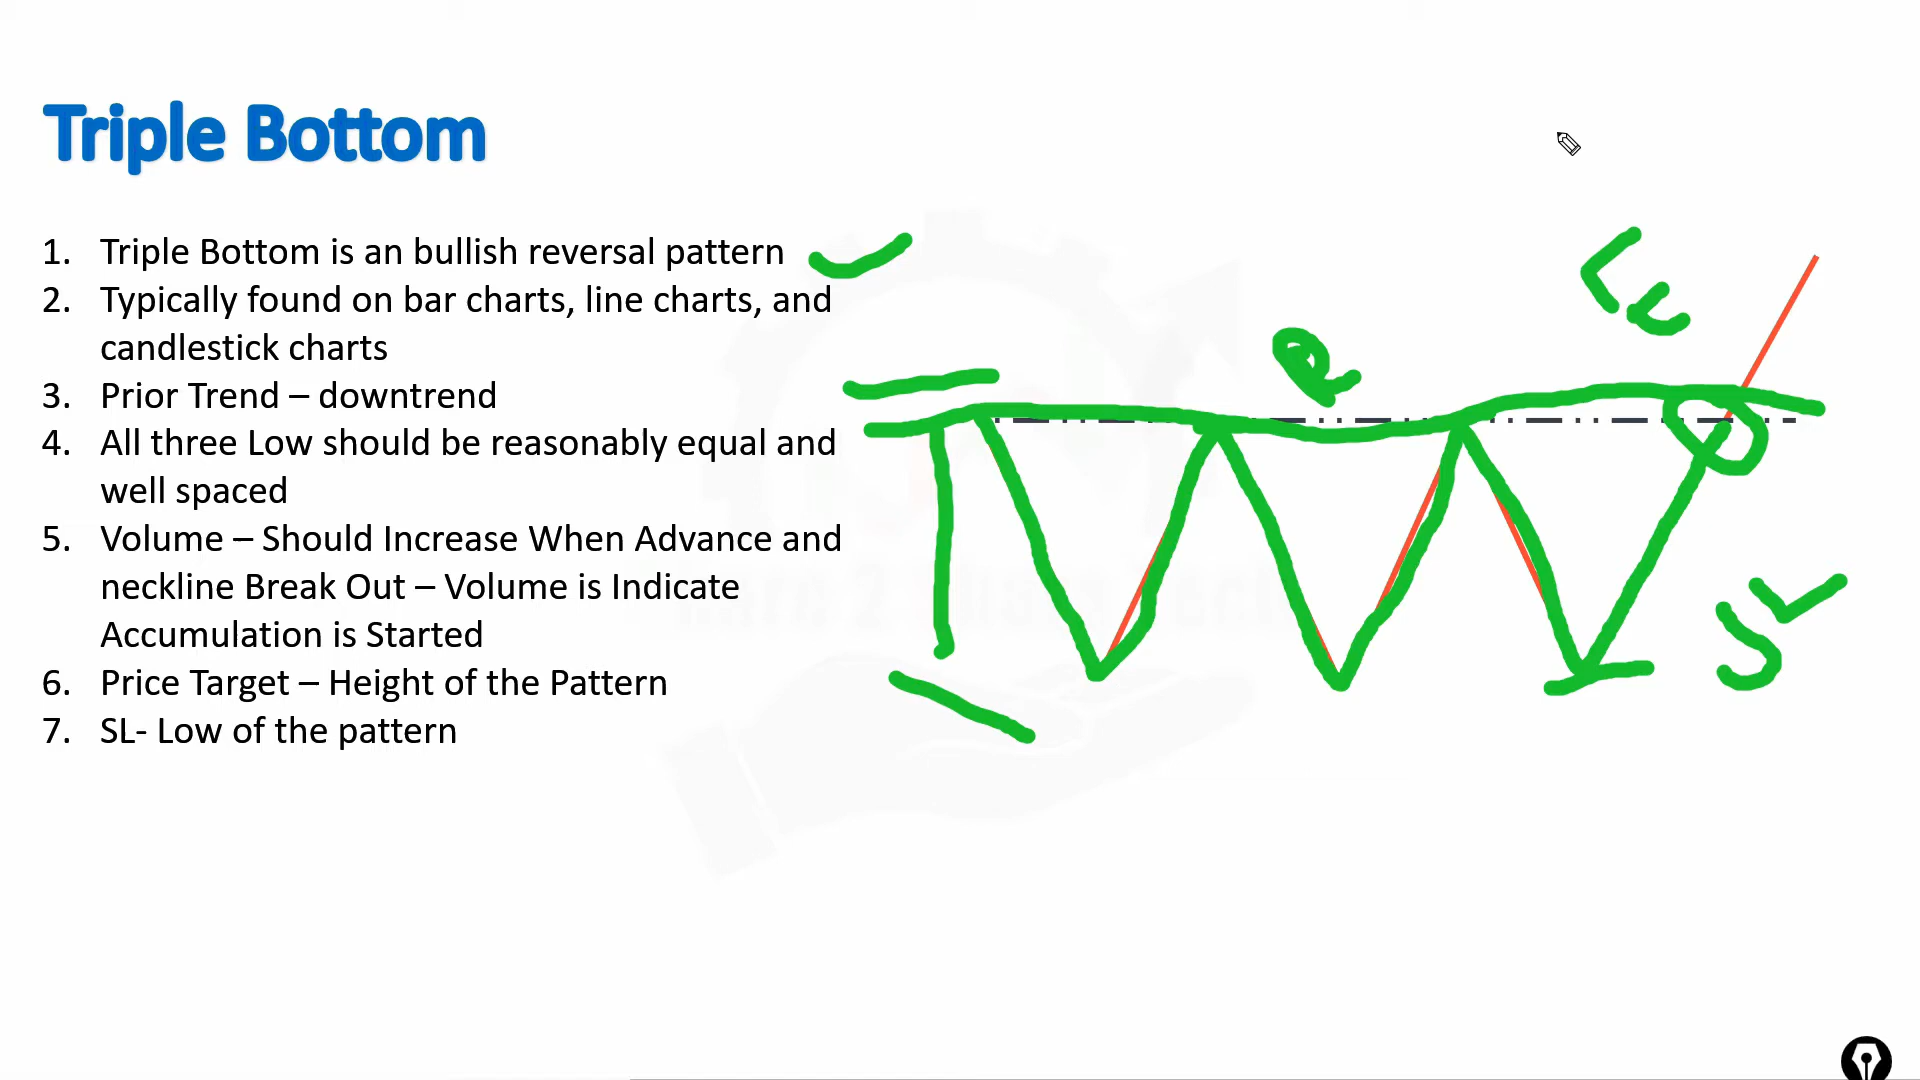 Triple Bottom
1. Triple Bottom is an bullish reversal pattern
2. Typically found on bar charts, line charts, and
candlestick charts
3. Prior Trend – downtrend
4. All three Low should be reasonably equal and
well spaced
5. Volume – Should Increase When Advance and
neckline Break Out – Volume is Indicate
Accumulation is Started
6. Price Target – Height of the Pattern
7. SL- Low of the pattern
R
SL